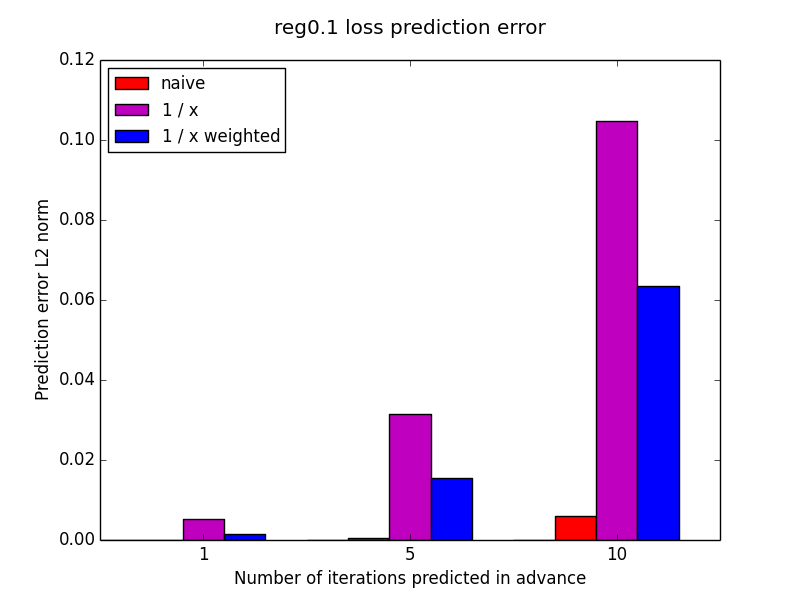 reg0.1 loss prediction error
0.12
0.10
0.08
0.06
0.04
0.02
0.00
naive
1 / x
1 / x weighted
Prediction error L2 norm
1
5
10
Number of iterations predicted in advance